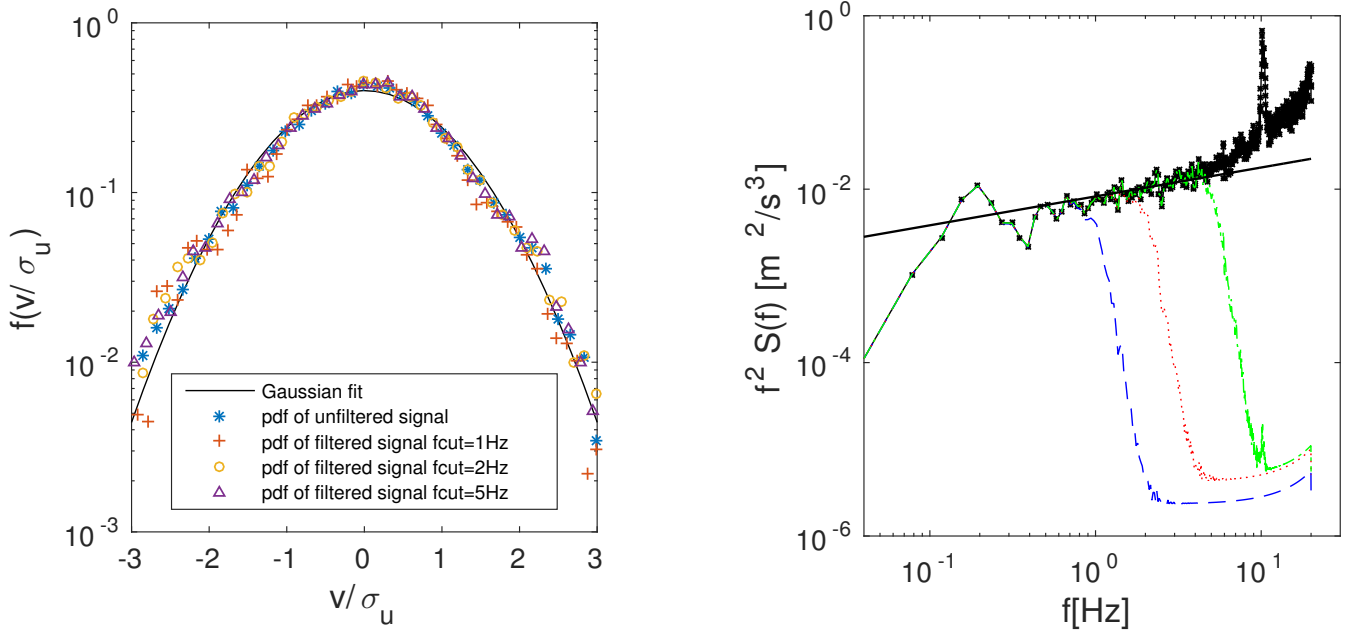 10^0
10^-1
10^-2
10^-3
f(v/ σ_u)
-3 -2 -1 0 1 2 3
v/ σ_u
Gaussian fit
pdf of unfiltered signal
pdf of filtered signal fcut=1Hz
pdf of filtered signal fcut=2Hz
pdf of filtered signal fcut=5Hz
10^0
10^-2
10^-4
10^-6
f^2 S(f) [m^2/s^3]
10^-1 10^0 10^1
f[Hz]